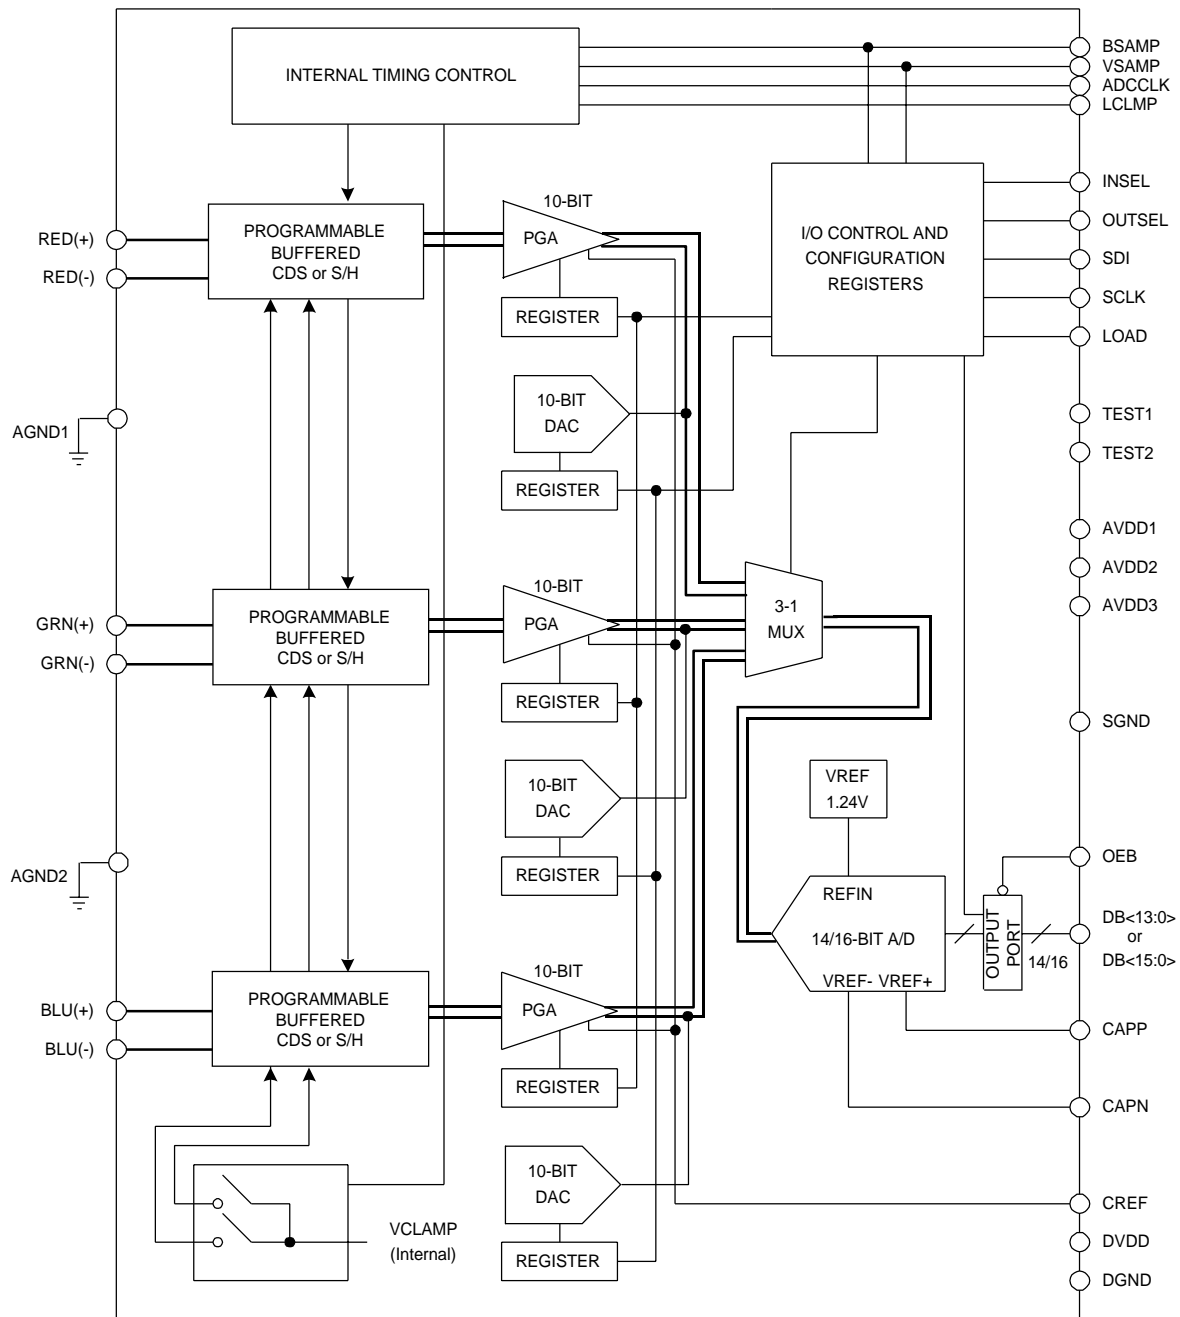 BSAMP
VSAMP
ADCCLK
LCLMP
INTERNAL TIMING CONTROL
INSEL
OUTSEL
SDI
SCLK
LOAD
I/O CONTROL AND
CONFIGURATION
REGISTERS
RED(+)
RED(-)
PROGRAMMABLE
BUFFERED
CDS or S/H
10-BIT
PGA
REGISTER
10-BIT
DAC
REGISTER
AGND1
TEST1
TEST2
AVDD1
AVDD2
AVDD3
GRN(+)
GRN(-)
PROGRAMMABLE
BUFFERED
CDS or S/H
10-BIT
PGA
REGISTER
3-1
MUX
SGND
10-BIT
DAC
REGISTER
VREF
1.24V
AGND2
REFIN
14/16-BIT A/D
VREF- VREF+
OUTPUT
PORT
14/16
OEB
DB<13:0>
or
DB<15:0>
CAPP
CAPN
BLU(+)
BLU(-)
PROGRAMMABLE
BUFFERED
CDS or S/H
10-BIT
PGA
REGISTER
10-BIT
DAC
REGISTER
VCLAMP
(Internal)
CREF
DVDD
DGND